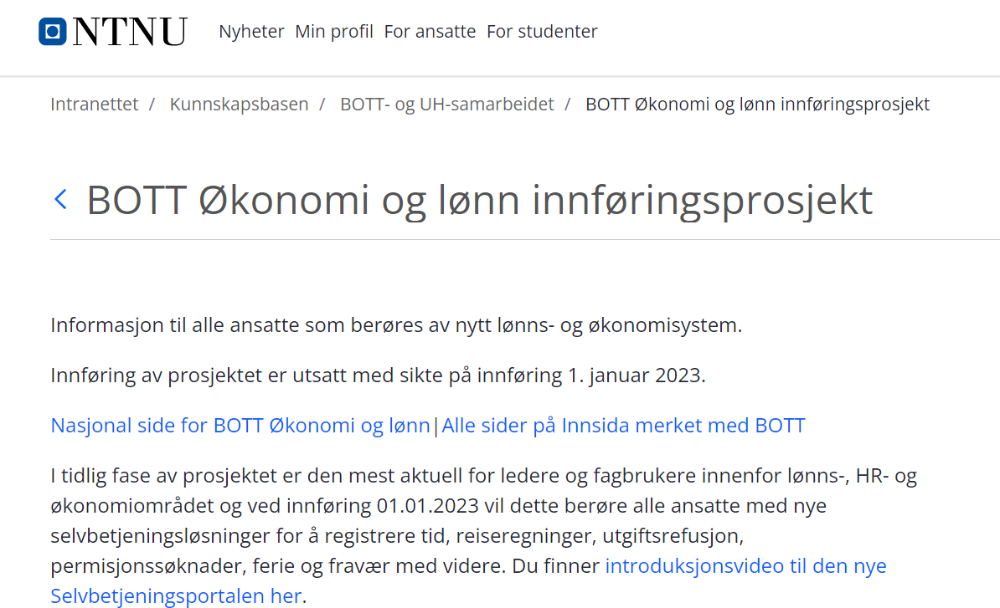 NTNU Nyheter Min profil For ansatte For studenter
Intranettet / Kunnskapsbasen / BOTT- og UH-samarbeidet / BOTT Økonomi og lønn innføringsprosjekt
BOTT Økonomi og lønn innføringsprosjekt
Informasjon til alle ansatte som berøres av nytt lønns- og økonomisystem.
Innføring av prosjektet er utsatt med sikte på innføring 1. januar 2023.
Nasjonal side for BOTT Økonomi og lønn|Alle sider på Innsida merket med BOTT
I tidlig fase av prosjektet er den mest aktuell for ledere og fagbrukere innenfor lønns-, HR- og
økonomiområdet og ved innføring 01.01.2023 vil dette berøre alle ansatte med nye
selvbetjeningsløsninger for å registrere tid, reiseregninger, utgiftsrefusjon,
permisjonssøknader, ferie og fravær med videre. Du finner introduksjonsvideo til den nye
Selvbetjeningsportalen her.